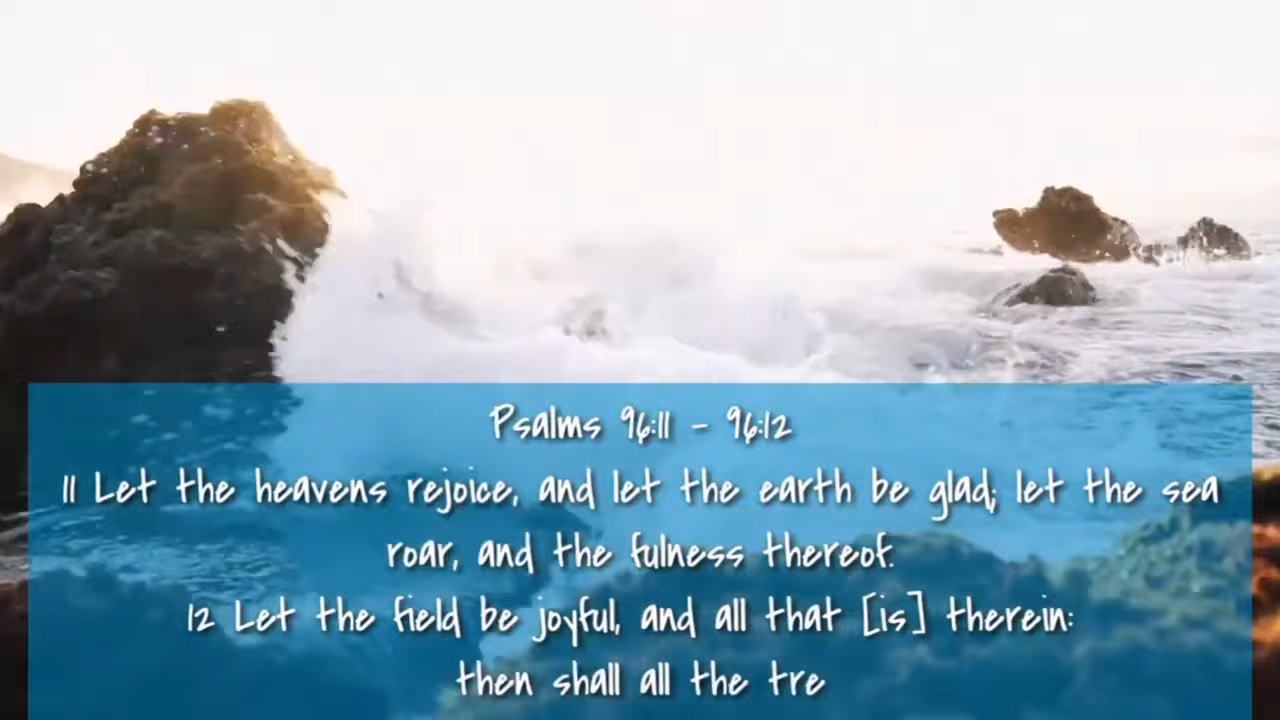 Psalms 96:11 - 96:12
11 Let the heavens rejoice, and let the earth be glad; let the sea
roar, and the fulness thereof.
12 Let the field be joyful, and all that [is] therein:
then shall all the tre